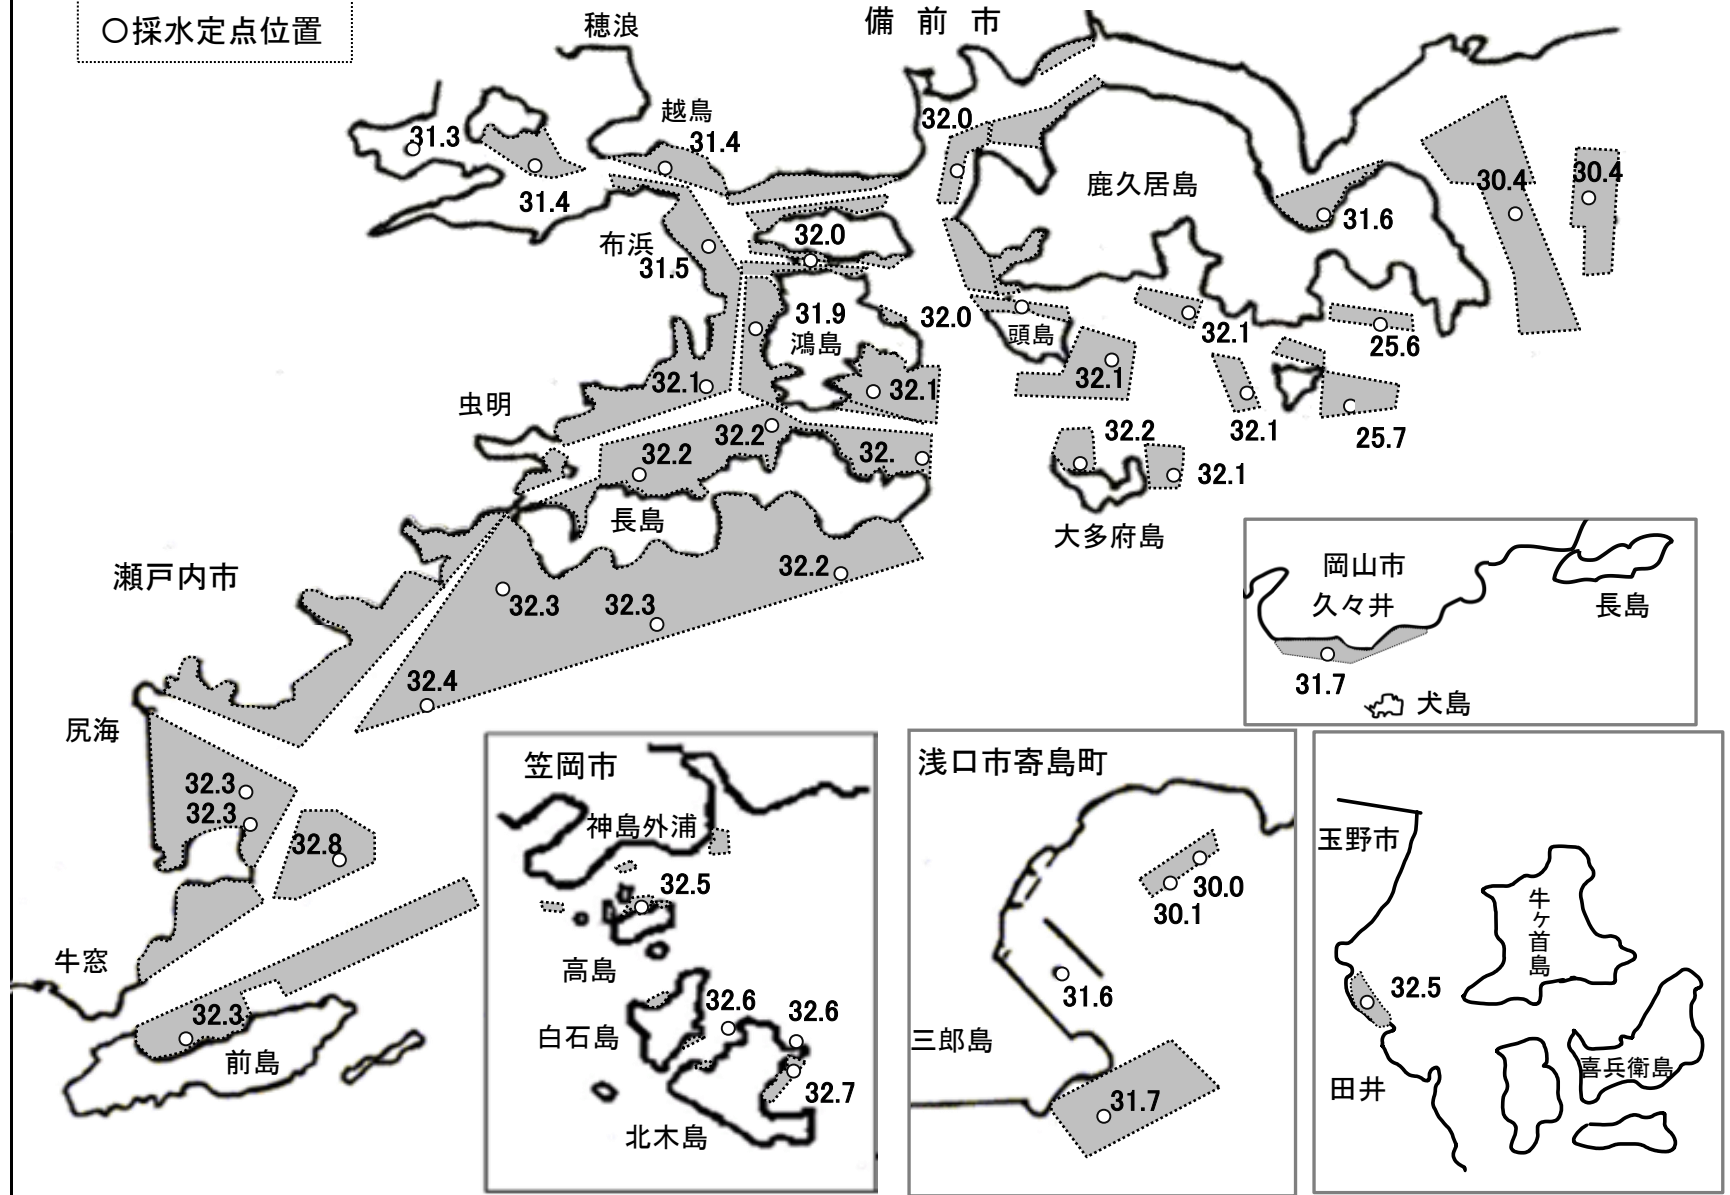 ○採水定点位置
穂浪
備前市
越島
31.3
31.4
31.4
32.0
鹿久居島
30.4
30.4
31.6
布浜
31.5
32.0
31.9
鴻島
32.0
頭島
32.1
25.6
32.1
32.1
32.1
32.1
25.7
虫明
32.2
32.2
32.
32.2
32.1
長島
大多府島
瀬戸内市
32.2
32.3
32.3
32.4
尻海
32.3
32.3
32.8
牛窓
32.3
前島
岡山市
久々井
長島
31.7
犬島
笠岡市
神島外浦
32.5
高島
白石島
32.6
32.6
32.7
北木島
浅口市寄島町
30.0
30.1
31.6
三郎島
31.7
玉野市
牛ヶ首島
32.5
喜兵衛島
田井